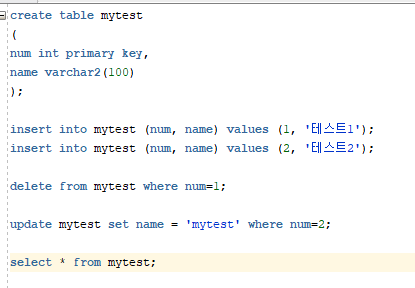 create table mytest
(
num int primary key,
name varchar2(100)
);
insert into mytest (num, name) values (1, '테스트1');
insert into mytest (num, name) values (2, '테스트2');
delete from mytest where num=1;
update mytest set name = 'mytest' where num=2;
select * from mytest;